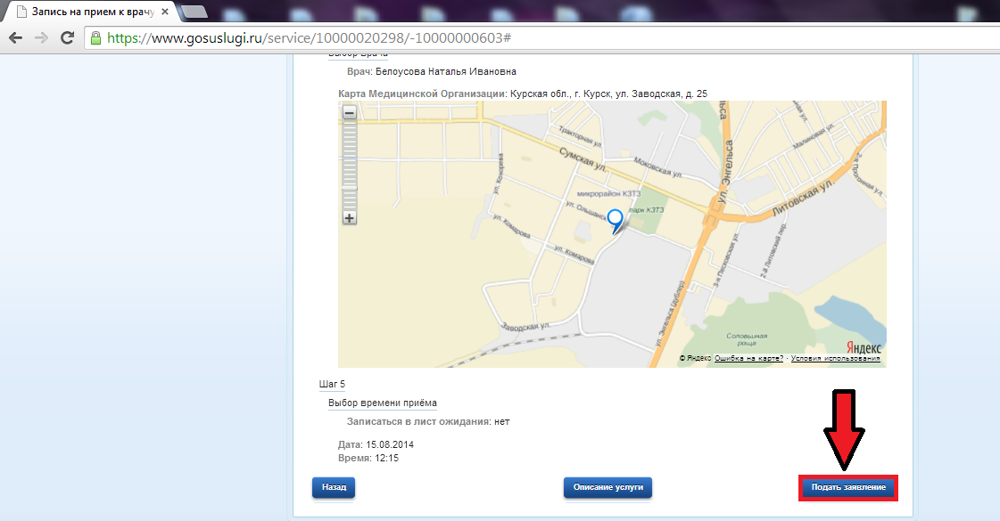 Запись на прием к врачу
https://www.gosuslugi.ru/service/10000020298/-10000000603#
Выбор врача
Врач: Белоусова Наталья Ивановна
Карта Медицинской Организации: Курская обл., г. Курск, ул. Заводская, д. 25
Тракторная ул.
Сумская ул.
Моковская ул.
ул. Энгельса
Малиновая ул.
2-я Прогонная ул.
Литовская ул.
микрорайон КЗТЗ
парк КЗТЗ
ул. Комарова
ул. Комарова
3-я Песковская ул.
2-й Литовский пер.
ул. Энгельса (дублер)
Заводская ул.
Соловьиная
роща
Яндекс
© Яндекс Ошибка на карте? · Условия использования
Шаг 5
Выбор времени приёма
Записаться в лист ожидания: нет
Дата: 15.08.2014
Время: 12:15
Назад
Описание услуги
Подать заявление